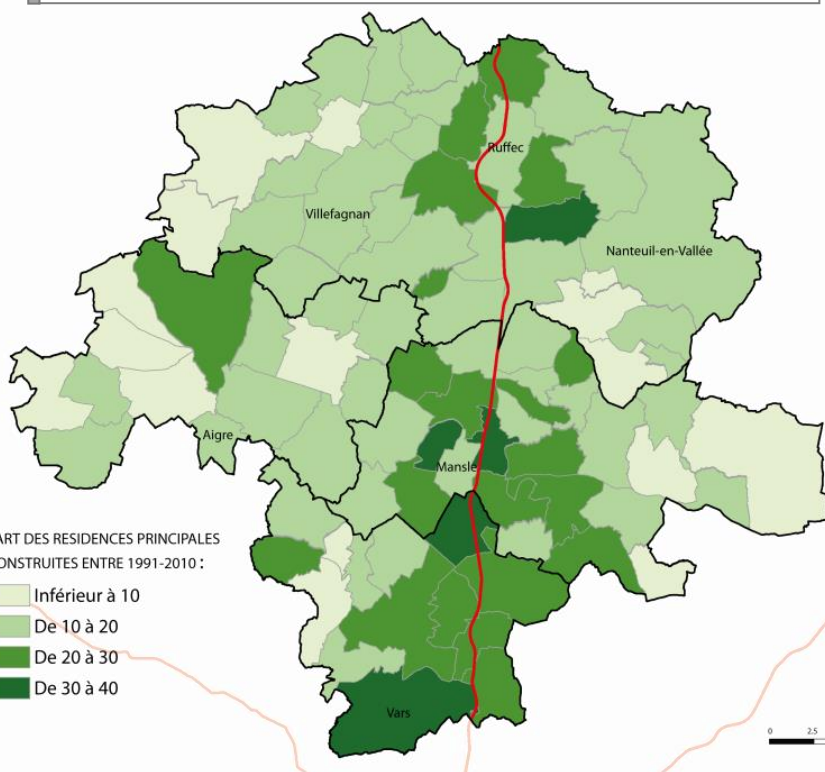 Ruffec
Villefagnan
Nanteuil-en-Vallée
Aigre
Mansle
ART DES RESIDENCES PRINCIPALES
ONSTRUITES ENTRE 1991-2010 :
Inférieur à 10
De 10 à 20
De 20 à 30
De 30 à 40
Vars
0 2.5